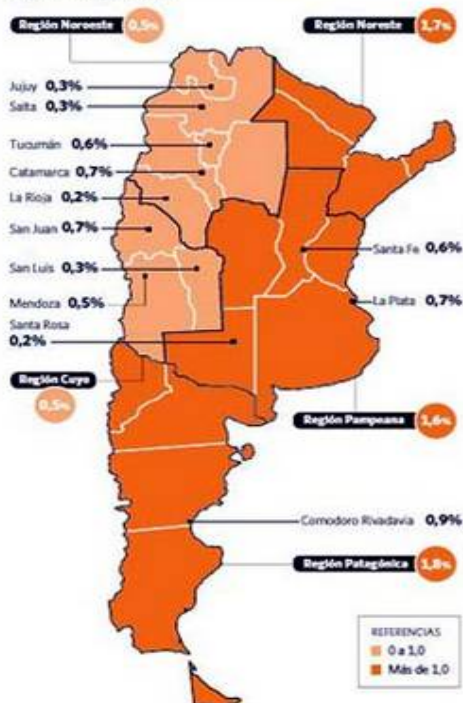 Región Noroeste 0,5%
Región Noreste 1,7%
Jujuy 0,3%
Salta 0,3%
Tucumán 0,6%
Catamarca 0,7%
La Rioja 0,2%
San Juan 0,7%
San Luis 0,3%
Mendoza 0,5%
Santa Rosa
0,2%
Santa Fe 0,6%
La Plata 0,7%
Región Cuyo
0,5%
Región Pampeana 1,6%
Comodoro Rivadavia 0,9%
Región Patagónica 1,8%
REFERENCIAS
0 a 1,0
Más de 1,0